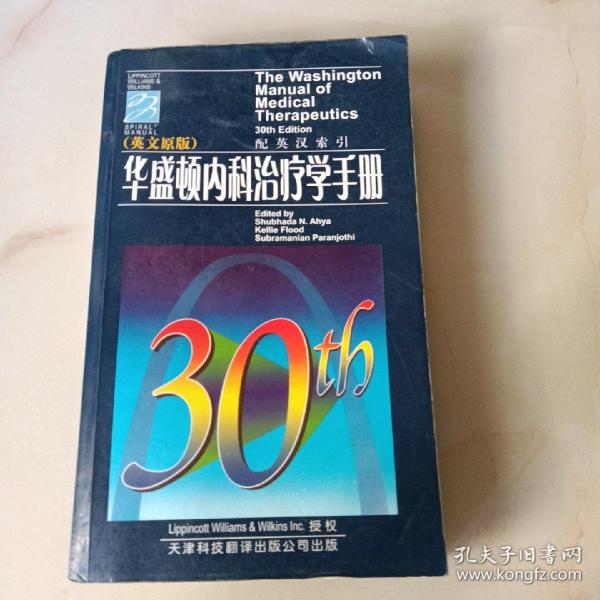 LIPPINCOTT
WILLIAMS &
WILKINS
SPIRAL®
MANUAL
The Washington
Manual of
Medical
Therapeutics
30th Edition
(英文原版)
配英汉索引
华盛顿内科治疗学手册
Edited by
Shubhada N. Ahya
Kellie Flood
Subramanian Paranjothi
30th
Lippincott Williams & Wilkins Inc. 授权
天津科技翻译出版公司出版
孔夫子旧书网
www.kongfz.com